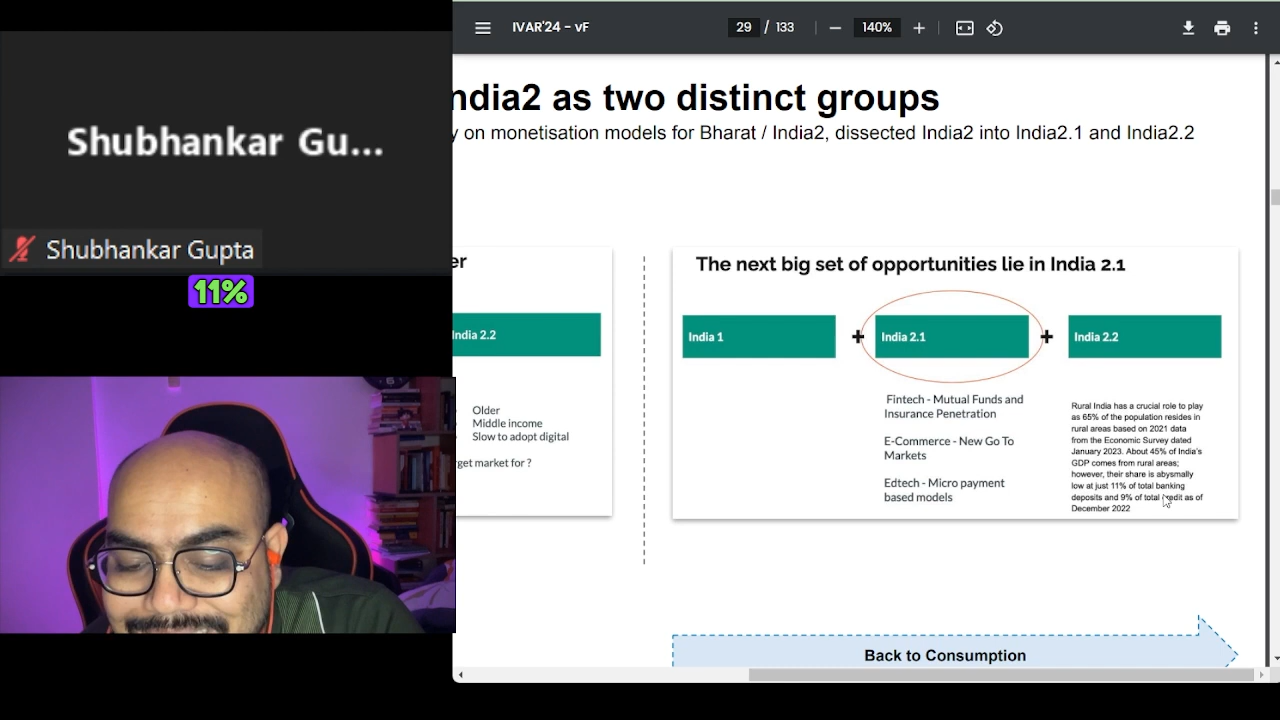 Shubhankar Gu...
Shubhankar Gupta
11%
IVAR'24 – vF
29 / 133
140%
ndia2 as two distinct groups
y on monetisation models for Bharat / India2, dissected India2 into India2.1 and India2.2
er
India 2.2
Older
Middle income
Slow to adopt digital
rget market for ?
The next big set of opportunities lie in India 2.1
India 1
+
India 2.1
+
India 2.2
Fintech - Mutual Funds and
Insurance Penetration
E-Commerce - New Go To
Markets
Edtech - Micro payment
based models
Rural India has a crucial role to play
as 65% of the population resides in
rural areas based on 2021 data
from the Economic Survey dated
January 2023. About 45% of India's
GDP comes from rural areas;
however, their share is abysmally
low at just 11% of total banking
deposits and 9% of total credit as of
December 2022
Back to Consumption